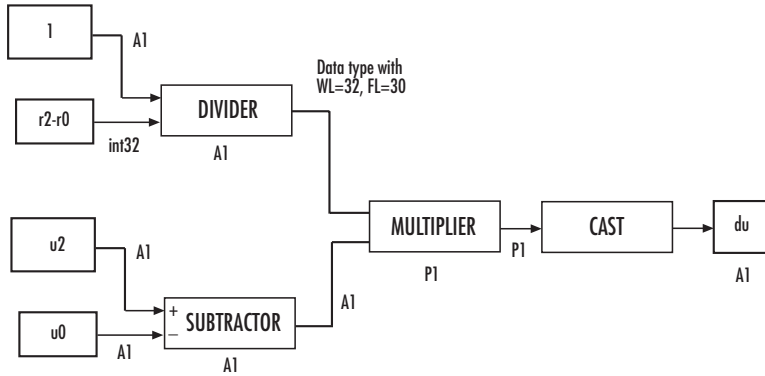 1
A1
Data type with
WL=32, FL=30
DIVIDER
r2-r0
int32
A1
u2
A1
MULTIPLIER
CAST
du
P1
P1
A1
A1
+
SUBTRACTOR
−
u0
A1
A1